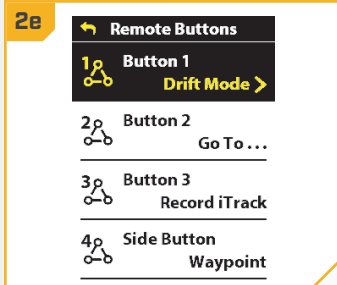 2e
Remote Buttons
1 Button 1
Drift Mode >
2 Button 2
Go To ...
3 Button 3
Record iTrack
4 Side Button
Waypoint